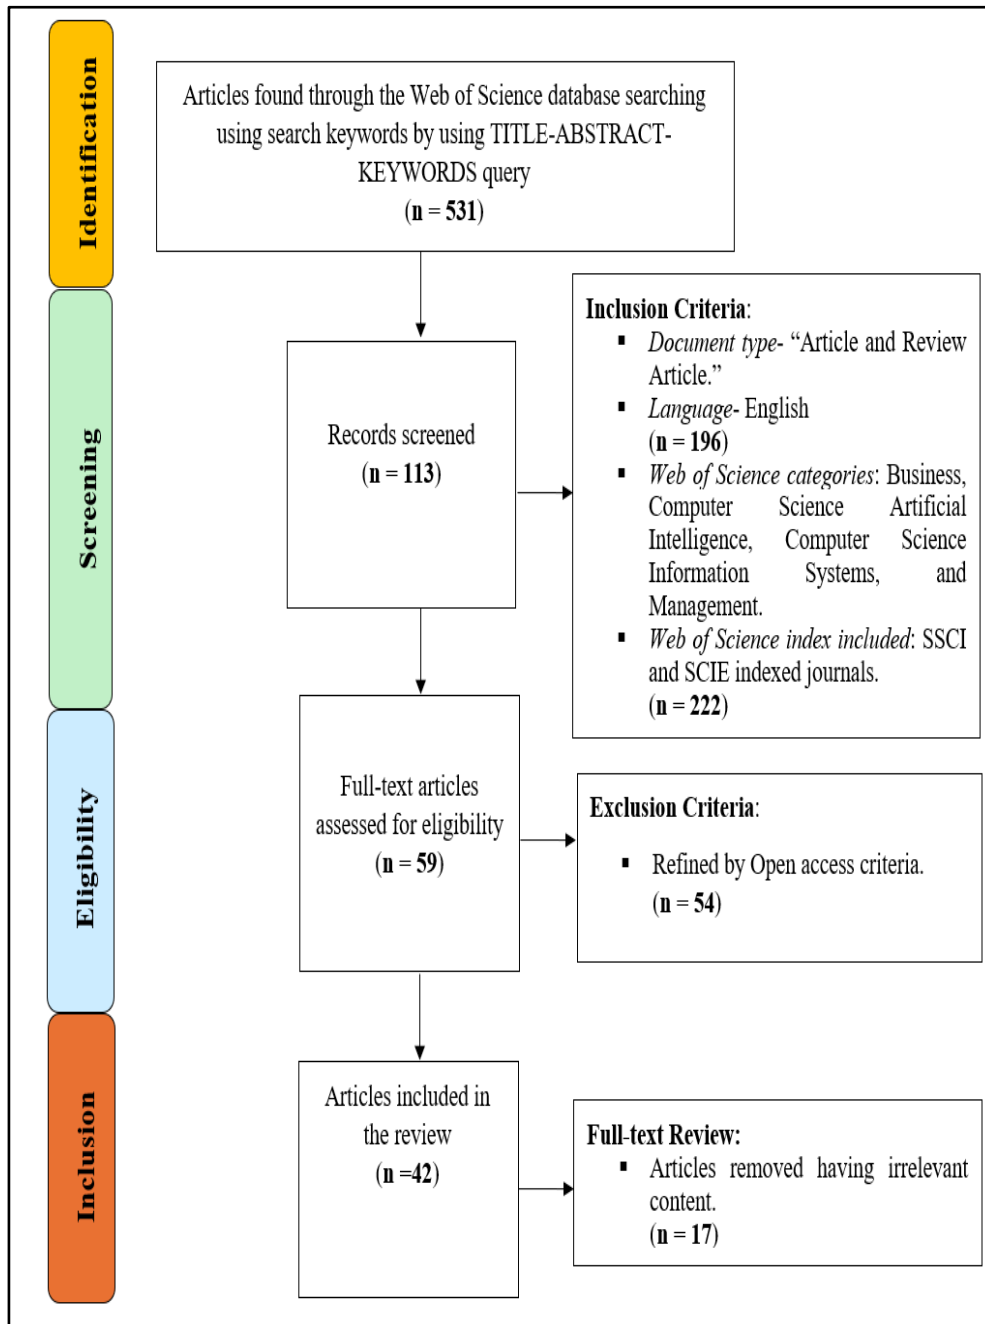 Identification
Articles found through the Web of Science database searching
using search keywords by using TITLE-ABSTRACT-
KEYWORDS query
(n = 531)
Screening
Records screened
(n = 113)
Inclusion Criteria:
▪ Document type- “Article and Review
Article.”
▪ Language- English
(n = 196)
▪ Web of Science categories: Business,
Computer Science Artificial
Intelligence, Computer Science
Information Systems, and
Management.
▪ Web of Science index included: SSCI
and SCIE indexed journals.
(n = 222)
Eligibility
Full-text articles
assessed for eligibility
(n = 59)
Exclusion Criteria:
▪ Refined by Open access criteria.
(n = 54)
Inclusion
Articles included in
the review
(n =42)
Full-text Review:
▪ Articles removed having irrelevant
content.
(n = 17)